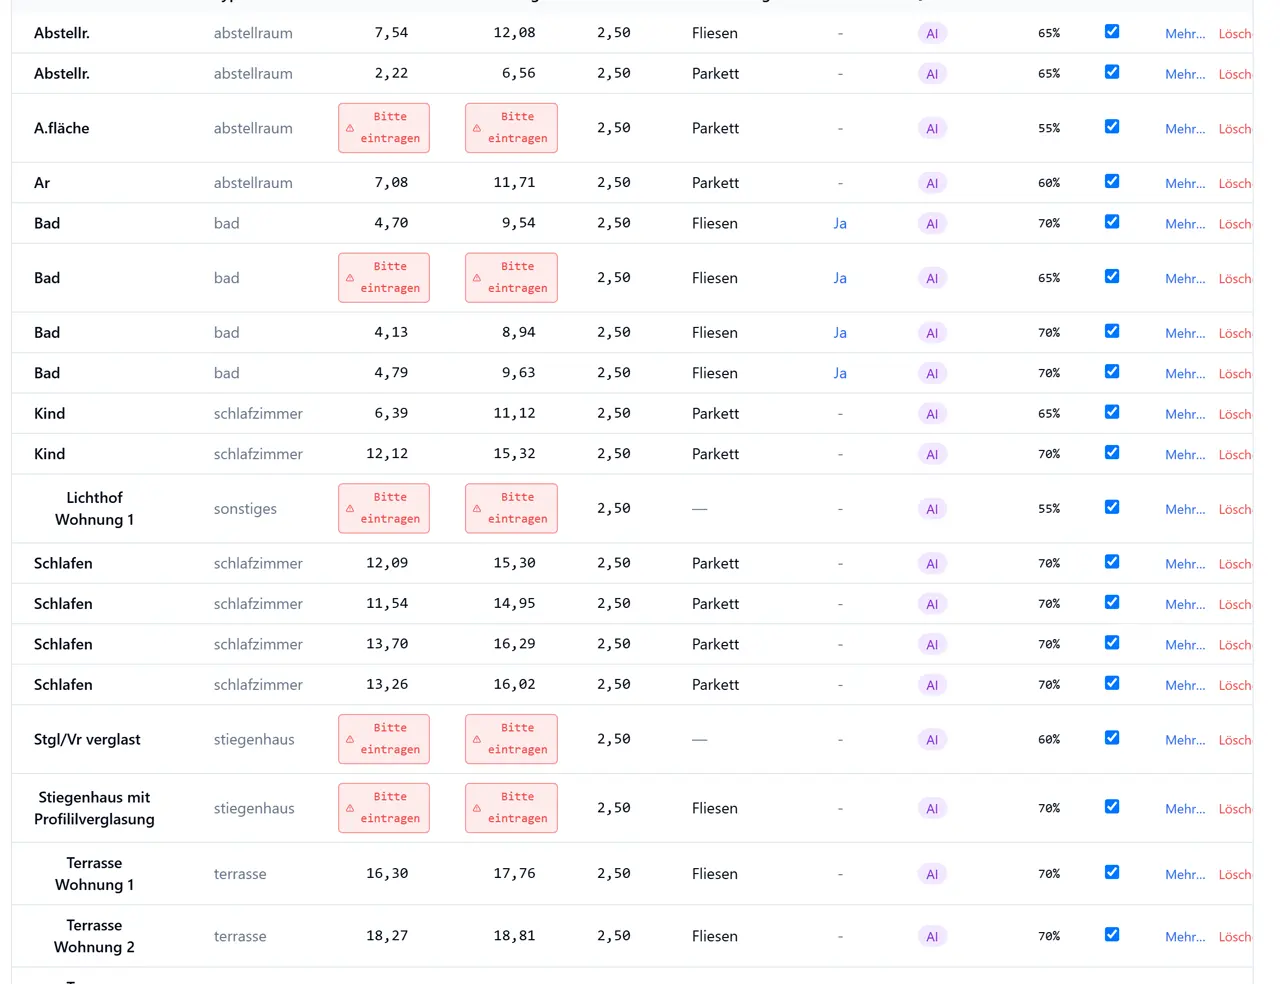 Abstellr. abstellraum 7,54 12,08 2,50 Fliesen - AI 65% Mehr... Lösch
Abstellr. abstellraum 2,22 6,56 2,50 Parkett - AI 65% Mehr... Lösch
A.fläche abstellraum ⚠ Bitte eintragen ⚠ Bitte eintragen 2,50 Parkett - AI 55% Mehr... Lösch
Ar abstellraum 7,08 11,71 2,50 Parkett - AI 60% Mehr... Lösch
Bad bad 4,70 9,54 2,50 Fliesen Ja AI 70% Mehr... Lösch
Bad bad ⚠ Bitte eintragen ⚠ Bitte eintragen 2,50 Fliesen Ja AI 65% Mehr... Lösch
Bad bad 4,13 8,94 2,50 Fliesen Ja AI 70% Mehr... Lösch
Bad bad 4,79 9,63 2,50 Fliesen Ja AI 70% Mehr... Lösch
Kind schlafzimmer 6,39 11,12 2,50 Parkett - AI 65% Mehr... Lösch
Kind schlafzimmer 12,12 15,32 2,50 Parkett - AI 70% Mehr... Lösch
Lichthof Wohnung 1 sonstiges ⚠ Bitte eintragen ⚠ Bitte eintragen 2,50 — - AI 55% Mehr... Lösch
Schlafen schlafzimmer 12,09 15,30 2,50 Parkett - AI 70% Mehr... Lösch
Schlafen schlafzimmer 11,54 14,95 2,50 Parkett - AI 70% Mehr... Lösch
Schlafen schlafzimmer 13,70 16,29 2,50 Parkett - AI 70% Mehr... Lösch
Schlafen schlafzimmer 13,26 16,02 2,50 Parkett - AI 70% Mehr... Lösch
Stgl/Vr verglast stiegenhaus ⚠ Bitte eintragen ⚠ Bitte eintragen 2,50 — - AI 60% Mehr... Lösch
Stiegenhaus mit Profililverglasung stiegenhaus ⚠ Bitte eintragen ⚠ Bitte eintragen 2,50 Fliesen - AI 70% Mehr... Lösch
Terrasse Wohnung 1 terrasse 16,30 17,76 2,50 Fliesen - AI 70% Mehr... Lösch
Terrasse Wohnung 2 terrasse 18,27 18,81 2,50 Fliesen - AI 70% Mehr... Lösch